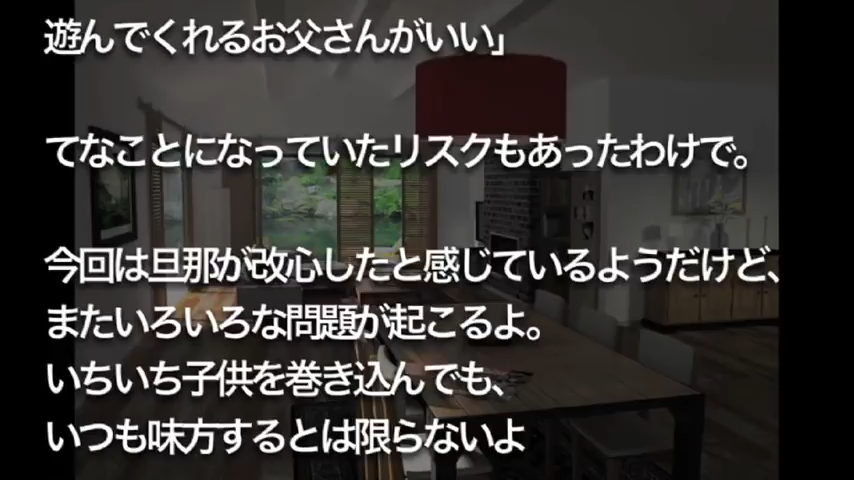 遊んでくれるお父さんがいい」
てなことになっていたリスクもあったわけで。
今回は旦那が改心したと感じているようだけど、
またいろいろな問題が起こるよ。
いちいち子供を巻き込んでも、
いつも味方するとは限らないよ